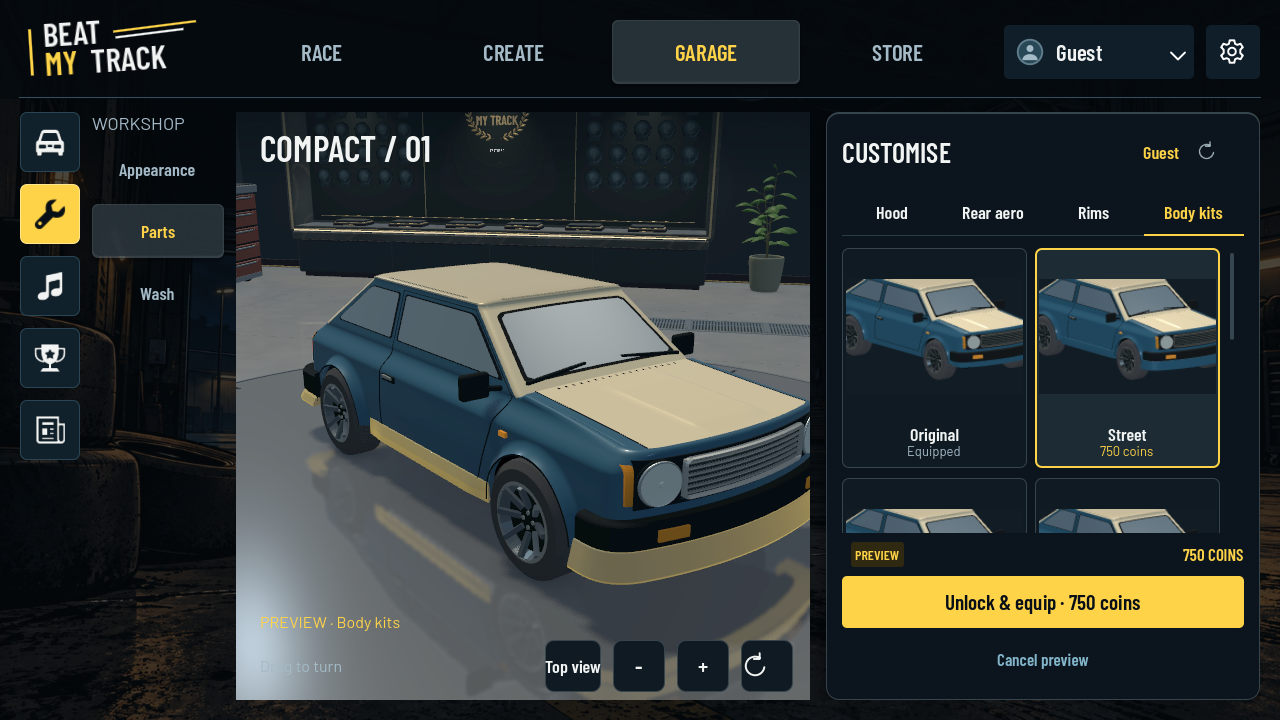 BEAT
MY TRACK
RACE
CREATE
GARAGE
STORE
Guest
WORKSHOP
Appearance
Parts
Wash
MY TRACK
COMPACT / 01
PREVIEW · Body kits
Drag to turn
Top view
-
+
CUSTOMISE
Guest
Hood
Rear aero
Rims
Body kits
Original
Equipped
Street
750 coins
PREVIEW
750 COINS
Unlock & equip · 750 coins
Cancel preview